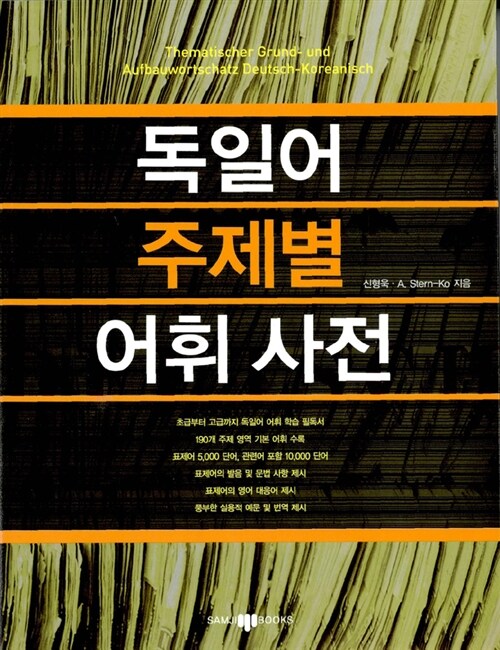 Thematischer Grund- und
Aufbauwortschatz Deutsch-Koreanisch
독일어
주제별
신형욱 · A. Stern-Ko 지음
어휘 사전
초급부터 고급까지 독일어 어휘 학습 필독서
190개 주제 영역 기본 어휘 수록
표제어 5,000 단어, 관련어 포함 10,000 단어
표제어의 발음 및 문법 사항 제시
표제어의 영어 대응어 제시
풍부한 실용적 예문 및 번역 제시
SAMJI BOOKS